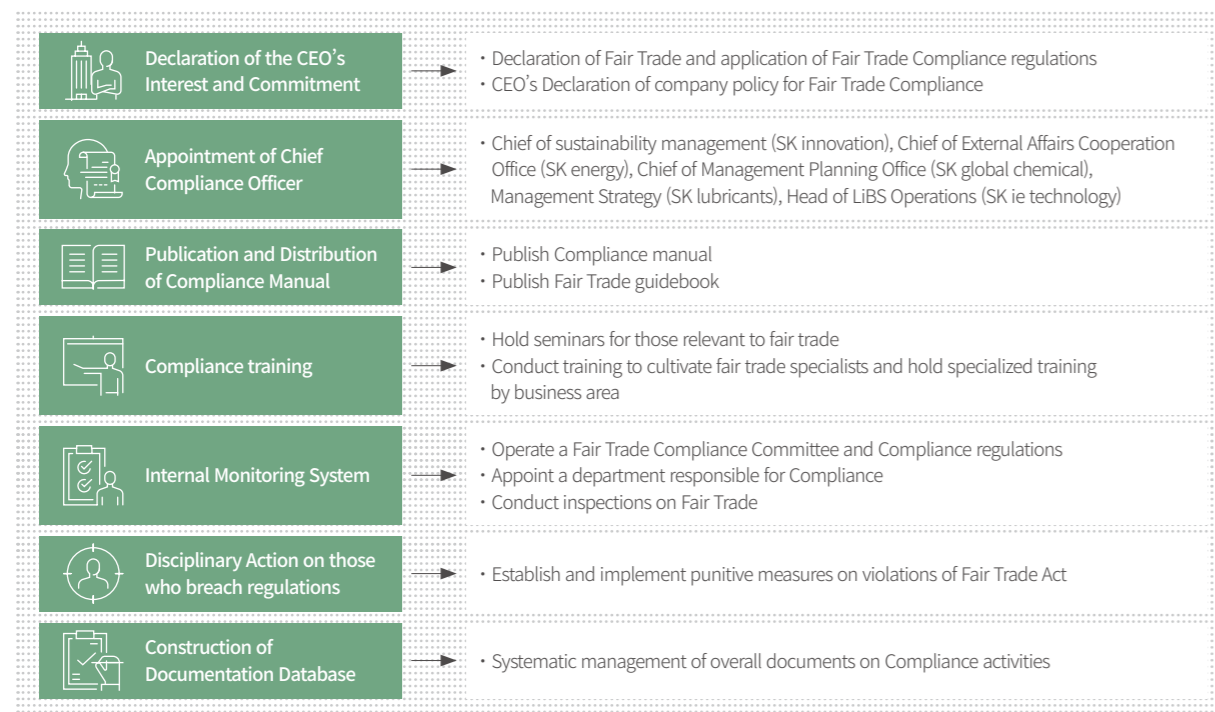 Declaration of the CEO's
Interest and Commitment
・Declaration of Fair Trade and application of Fair Trade Compliance regulations
・CEO's Declaration of company policy for Fair Trade Compliance
Appointment of Chief
Compliance Officer
・Chief of sustainability management (SK innovation), Chief of External Affairs Cooperation
Office (SK energy), Chief of Management Planning Office (SK global chemical),
Management Strategy (SK lubricants), Head of LiBS Operations (SK ie technology)
Publication and Distribution
of Compliance Manual
・Publish Compliance manual
・Publish Fair Trade guidebook
Compliance training
・Hold seminars for those relevant to fair trade
・Conduct training to cultivate fair trade specialists and hold specialized training
by business area
Internal Monitoring System
・Operate a Fair Trade Compliance Committee and Compliance regulations
・Appoint a department responsible for Compliance
・Conduct inspections on Fair Trade
Disciplinary Action on those
who breach regulations
・Establish and implement punitive measures on violations of Fair Trade Act
Construction of
Documentation Database
・Systematic management of overall documents on Compliance activities